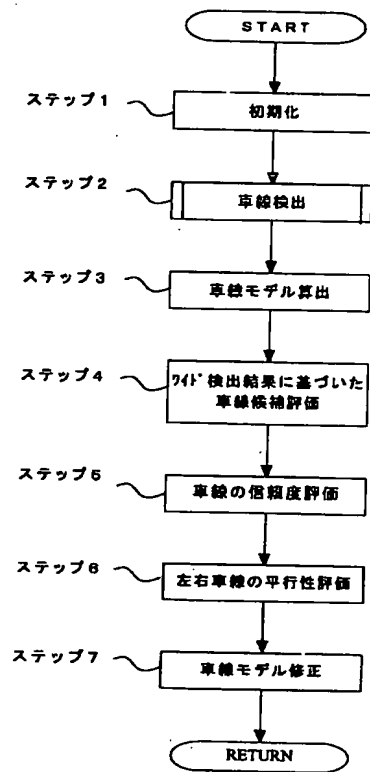 START
ステップ1
初期化
ステップ2
車線検出
ステップ3
車線モデル算出
ステップ4
ワイド検出結果に基づいた
車線候補評価
ステップ5
車線の信頼度評価
ステップ6
左右車線の平行性評価
ステップ7
車線モデル修正
RETURN